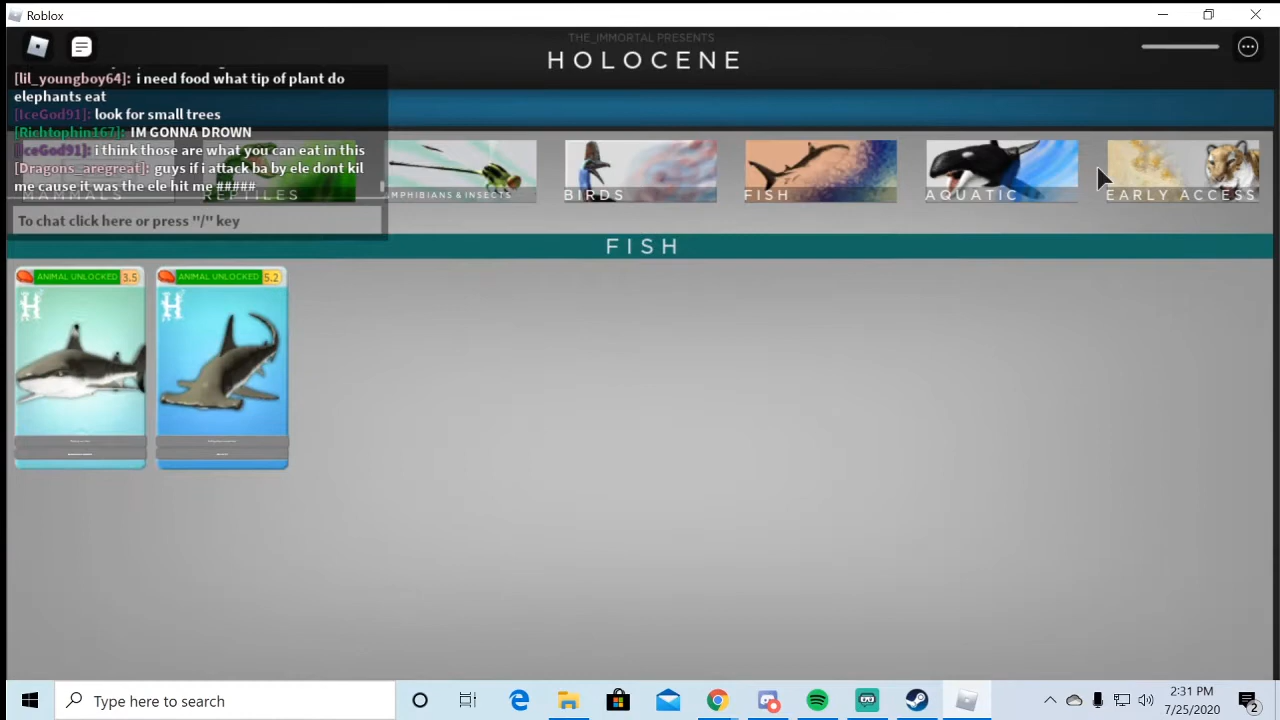 Roblox
THE_IMMORTAL PRESENTS
HOLOCENE
[lil_youngboy64]: i need food what tip of plant do
elephants eat
[IceGod91]: look for small trees
[Richtophin167]: IM GONNA DROWN
[IceGod91]: i think those are what you can eat in this
[Dragons_aregreat]: guys if i attack ba by ele dont kil
me cause it was the ele hit me #####
To chat click here or press "/" key
MAMMALS
REPTILES
MPHIBIANS & INSECTS
BIRDS
FISH
AQUATIC
EARLY ACCESS
FISH
ANIMAL UNLOCKED 3.5
H
ANIMAL UNLOCKED 5.2
H
Type here to search
2:31 PM
7/25/2020
2